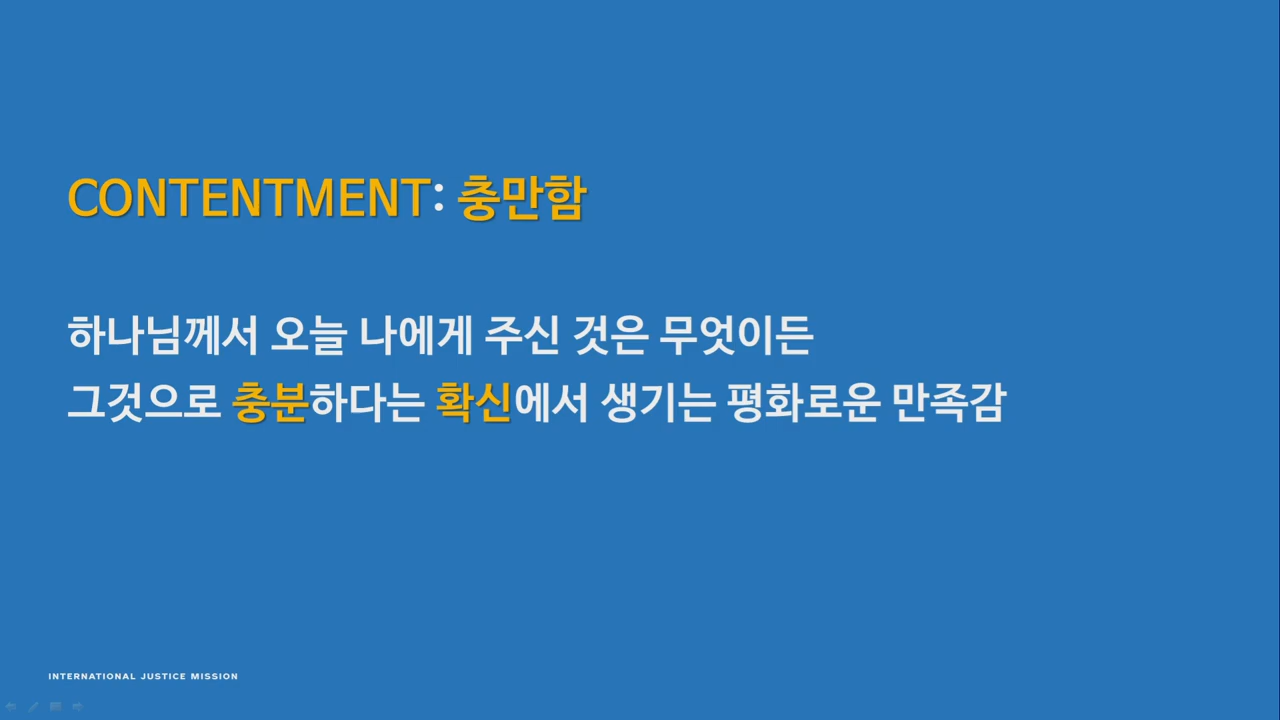 CONTENTMENT: 충만함
하나님께서 오늘 나에게 주신 것은 무엇이든
그것으로 충분하다는 확신에서 생기는 평화로운 만족감
INTERNATIONAL JUSTICE MISSION